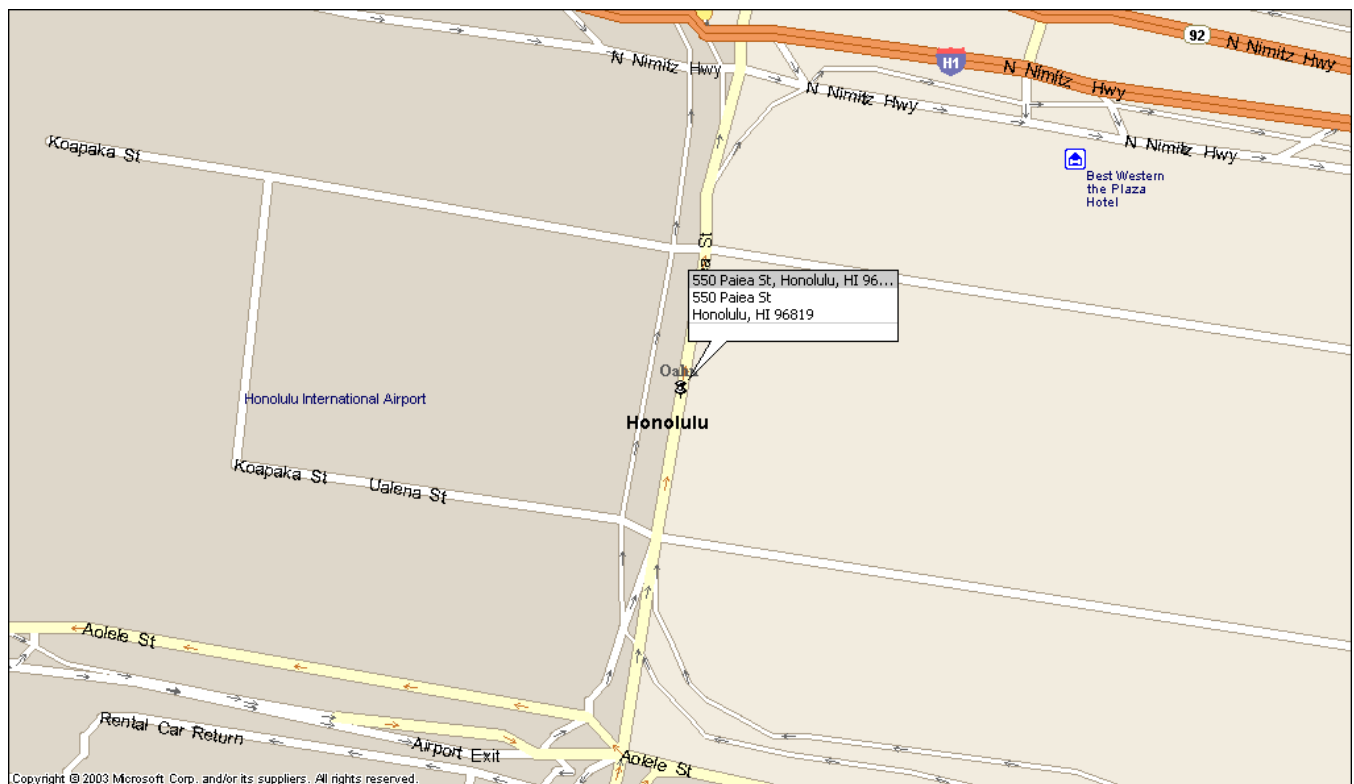 92
N Nimitz Hwy
N Nimitz Hwy
H1
N Nimitz Hwy
N Nimitz Hwy
N Nimitz Hwy
Koapaka St
Best Western
the Plaza
Hotel
St
550 Paiea St, Honolulu, HI 96...
550 Paiea St
Honolulu, HI 96819
Honolulu International Airport
Honolulu
Koapaka St
Ualena St
Aolele St
Rental Car Return
Airport Exit
Aolele St
Copyright © 2003 Microsoft Corp. and/or its suppliers. All rights reserved.